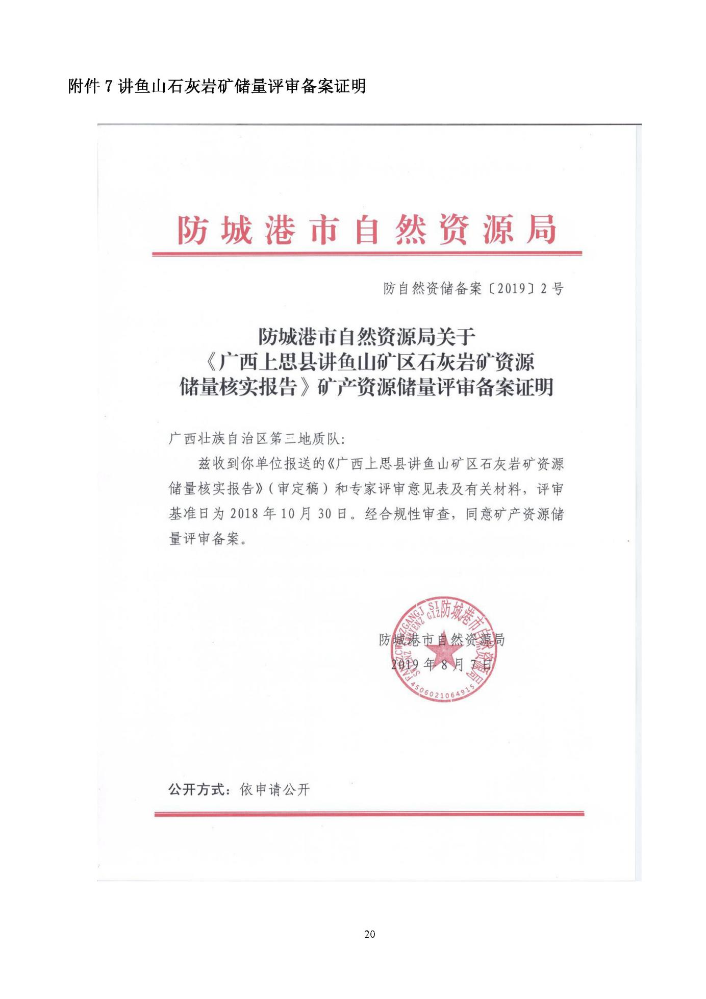 附件 7 讲鱼山石灰岩矿储量评审备案证明
防城港市自然资源局
防自然资储备案〔2019〕2 号
防城港市自然资源局关于
《广西上思县讲鱼山矿区石灰岩矿资源
储量核实报告》矿产资源储量评审备案证明
广西壮族自治区第三地质队:
兹收到你单位报送的《广西上思县讲鱼山矿区石灰岩矿资源
储量核实报告》（审定稿）和专家评审意见表及有关材料，评审
基准日为 2018 年 10 月 30 日。经合规性审查，同意矿产资源储
量评审备案。
防城港市自然资源局
2019 年 8 月 7 日
防城港市自然资源局
4506021064915
公开方式：依申请公开
20